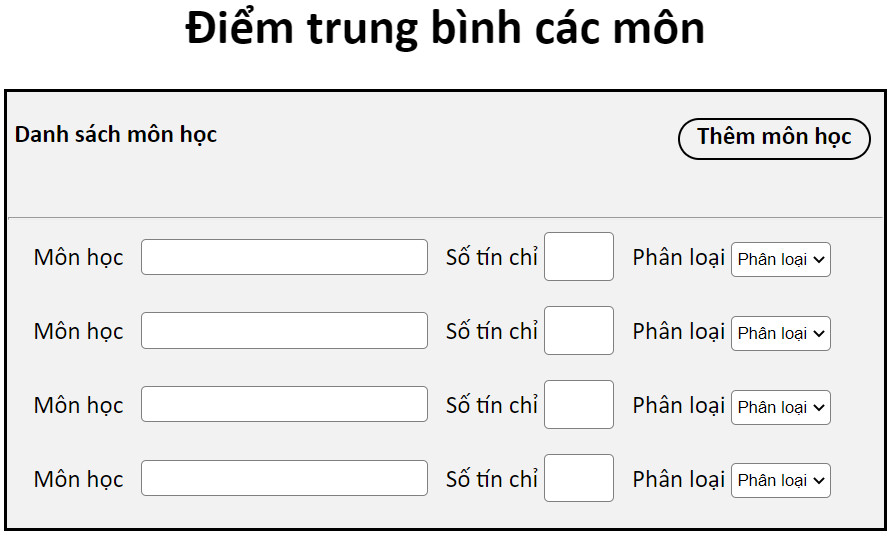 Điểm trung bình các môn
Danh sách môn học Thêm môn học
Môn học Số tín chỉ Phân loại Phân loại
Môn học Số tín chỉ Phân loại Phân loại
Môn học Số tín chỉ Phân loại Phân loại
Môn học Số tín chỉ Phân loại Phân loại